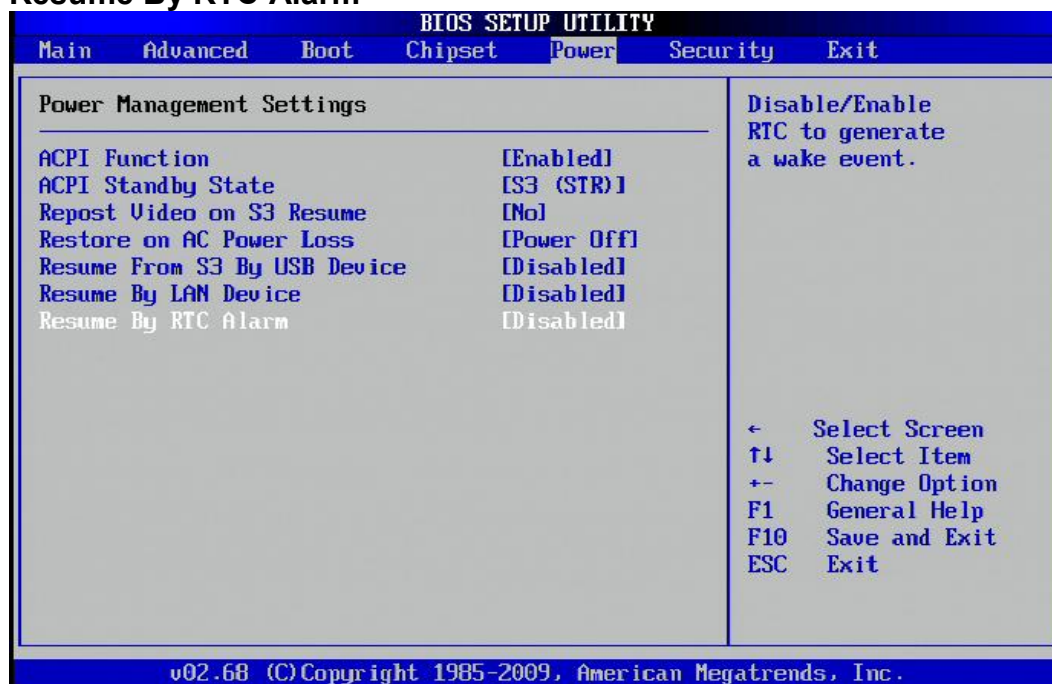 Resume By RTC Alarm
BIOS SETUP UTILITY
Main Advanced Boot Chipset Power Security Exit
Power Management Settings
ACPI Function [Enabled]
ACPI Standby State [S3 (STR)]
Repost Video on S3 Resume [No]
Restore on AC Power Loss [Power Off]
Resume From S3 By USB Device [Disabled]
Resume By LAN Device [Disabled]
Resume By RTC Alarm [Disabled]
Disable/Enable
RTC to generate
a wake event.
← Select Screen
↑↓ Select Item
+- Change Option
F1 General Help
F10 Save and Exit
ESC Exit
v02.68 (C)Copyright 1985-2009, American Megatrends, Inc.